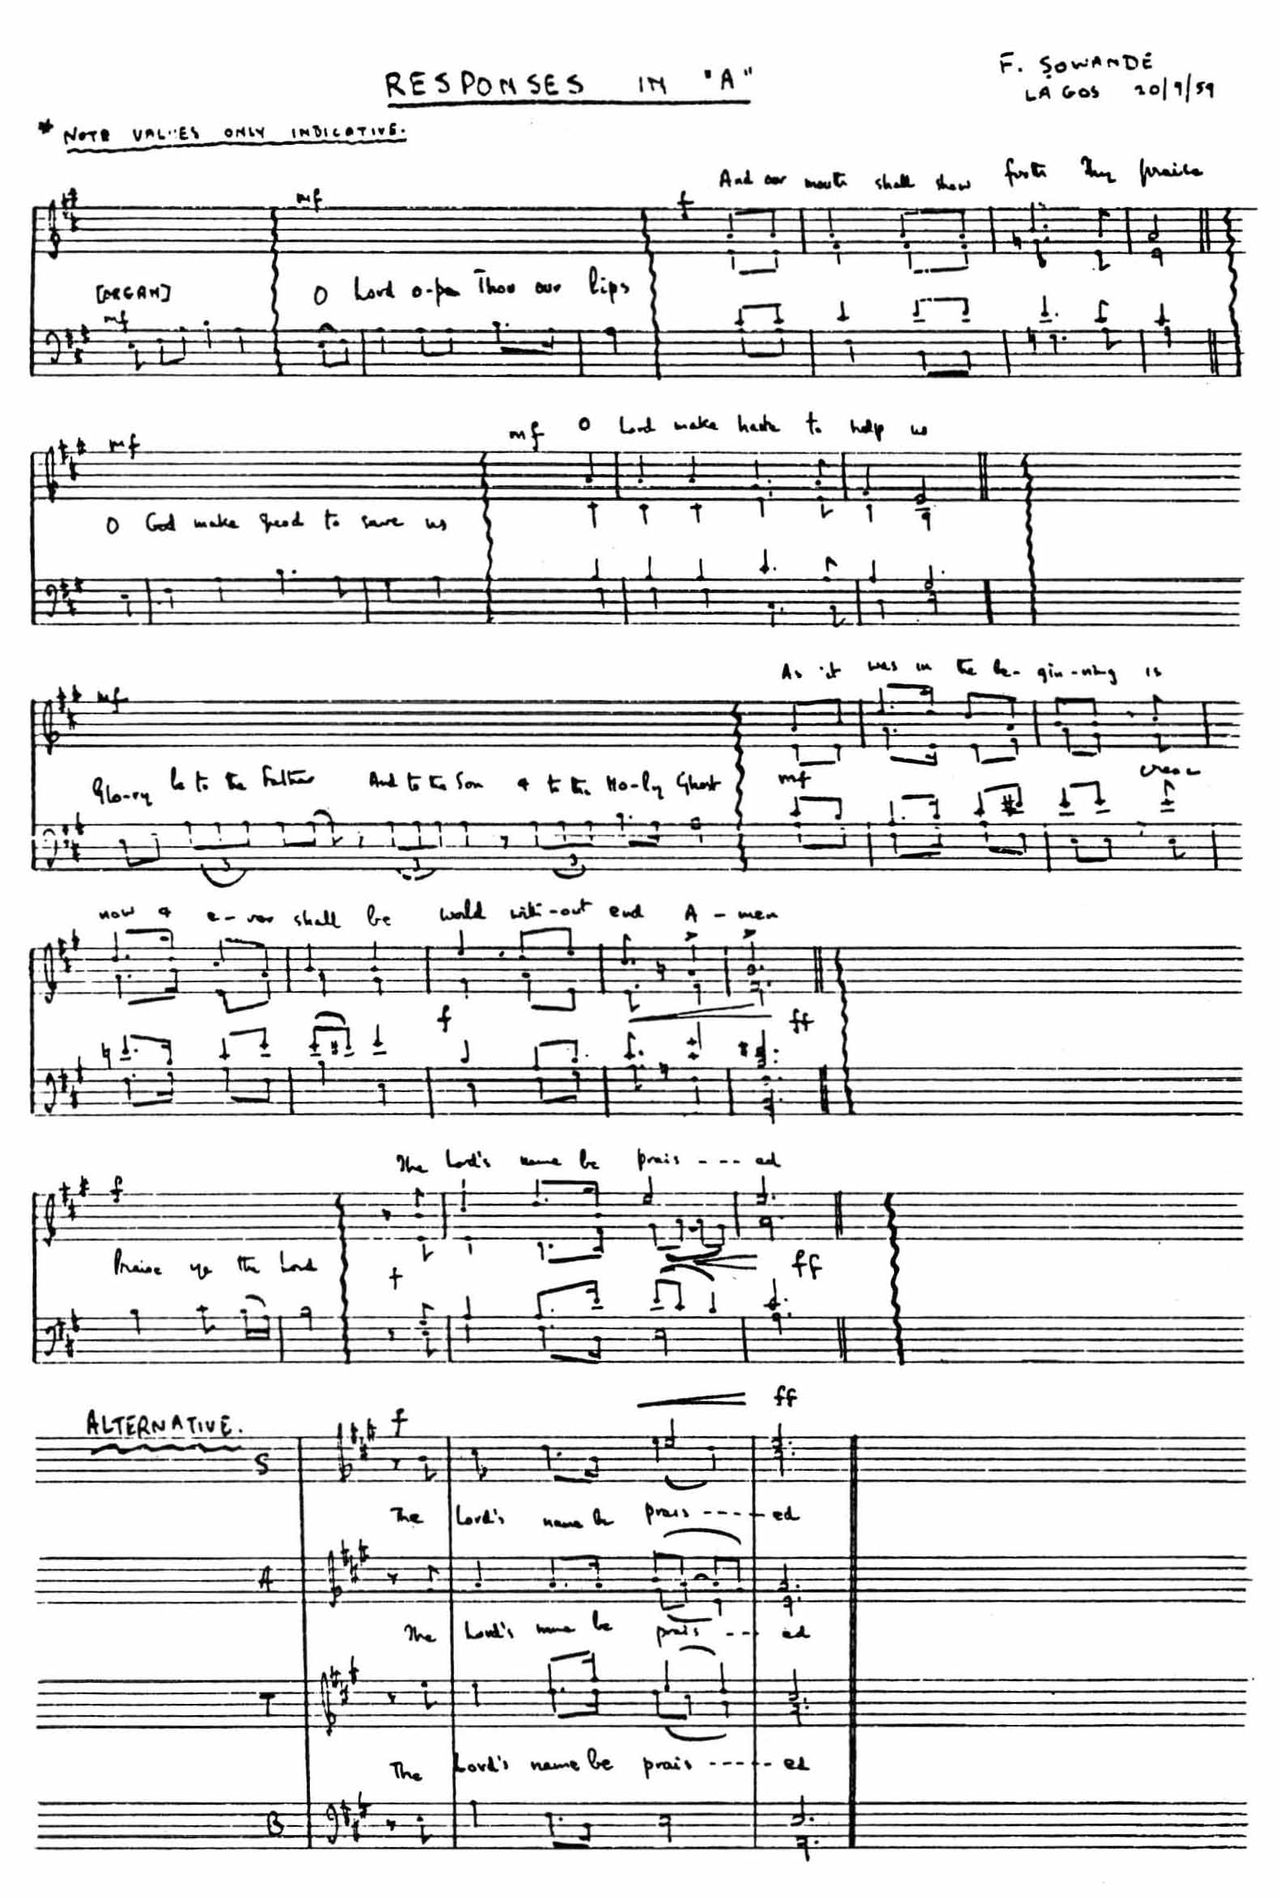 RESPONSES IN "A"
F. ṢOWANDE
LAGOS 20/9/59
* NOTE VALUES ONLY INDICATIVE.
And our mouth shall show forth Thy praise
mf
f
[ORGAN]
mf
O Lord o-pen Thou our lips
mf O Lord make haste to help us
mf
O God make speed to save us
As it was in the be-gin-ning is
mf
Glo-ry be to the Father And to the Son & to the Ho-ly Ghost
mf
cresc
3 3 3
now & e-ver shall be world with-out end A-men
f
ff
The Lord's name be prais---ed
f
Praise ye the Lord
f
ff
ALTERNATIVE.
f
ff
S
The Lord's name be prais-----ed
A
The Lord's name be prais---ed
T
The Lord's name be prais-----ed
B